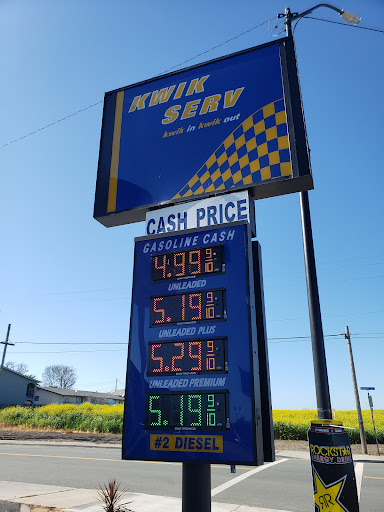 KWIK
SERV
kwik in kwik out
CASH PRICE
GASOLINE CASH
4.99 9/10
UNLEADED
5.19 9/10
UNLEADED PLUS
5.29 9/10
UNLEADED PREMIUM
5.19 9/10
#2 DIESEL
ROCKSTAR
ENERGY DRINK